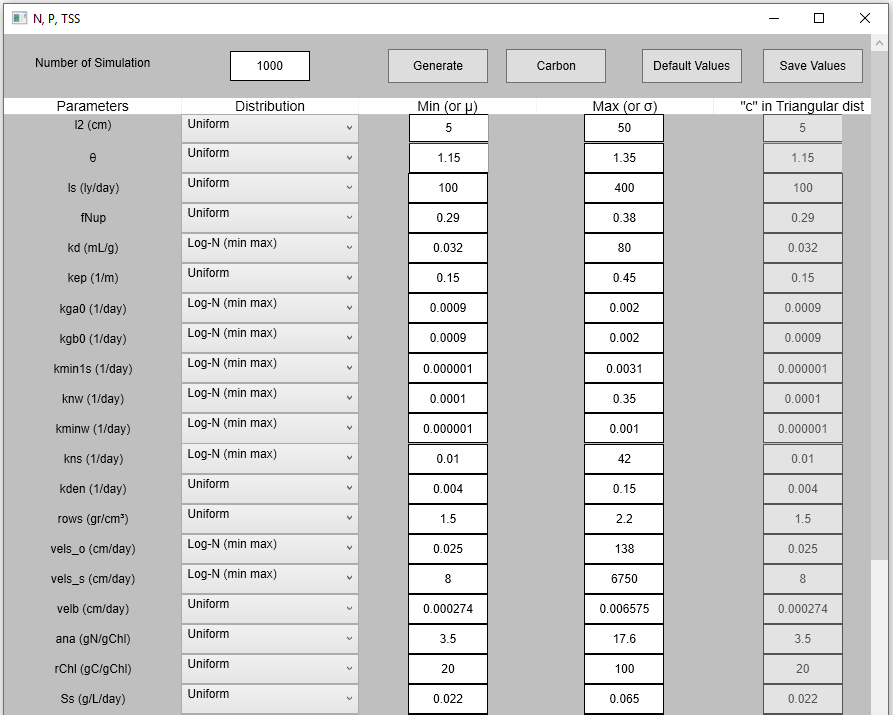 N, P, TSS
Number of Simulation 1000 Generate Carbon Default Values Save Values
Parameters Distribution Min (or μ) Max (or σ) "c" in Triangular dist
l2 (cm) Uniform 5 50 5
θ Uniform 1.15 1.35 1.15
Is (ly/day) Uniform 100 400 100
fNup Uniform 0.29 0.38 0.29
kd (mL/g) Log-N (min max) 0.032 80 0.032
kep (1/m) Uniform 0.15 0.45 0.15
kga0 (1/day) Log-N (min max) 0.0009 0.002 0.0009
kgb0 (1/day) Log-N (min max) 0.0009 0.002 0.0009
kmin1s (1/day) Log-N (min max) 0.000001 0.0031 0.000001
knw (1/day) Log-N (min max) 0.0001 0.35 0.0001
kminw (1/day) Log-N (min max) 0.000001 0.001 0.000001
kns (1/day) Log-N (min max) 0.01 42 0.01
kden (1/day) Uniform 0.004 0.15 0.004
rows (gr/cm³) Uniform 1.5 2.2 1.5
vels_o (cm/day) Log-N (min max) 0.025 138 0.025
vels_s (cm/day) Log-N (min max) 8 6750 8
velb (cm/day) Uniform 0.000274 0.006575 0.000274
ana (gN/gChl) Uniform 3.5 17.6 3.5
rChl (gC/gChl) Uniform 20 100 20
Ss (g/L/day) Uniform 0.022 0.065 0.022